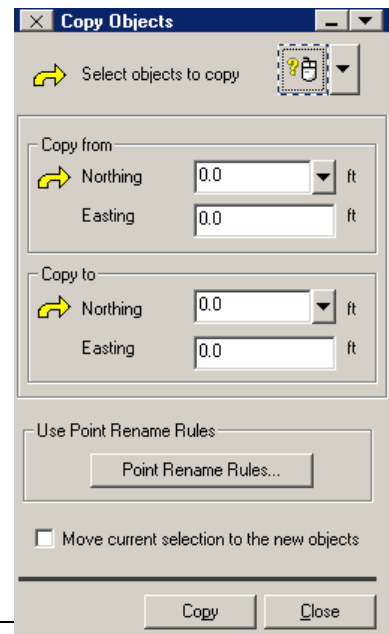 Copy Objects
Select objects to copy
Copy from
Northing 0.0 ft
Easting 0.0 ft
Copy to
Northing 0.0 ft
Easting 0.0 ft
Use Point Rename Rules
Point Rename Rules...
Move current selection to the new objects
Copy Close